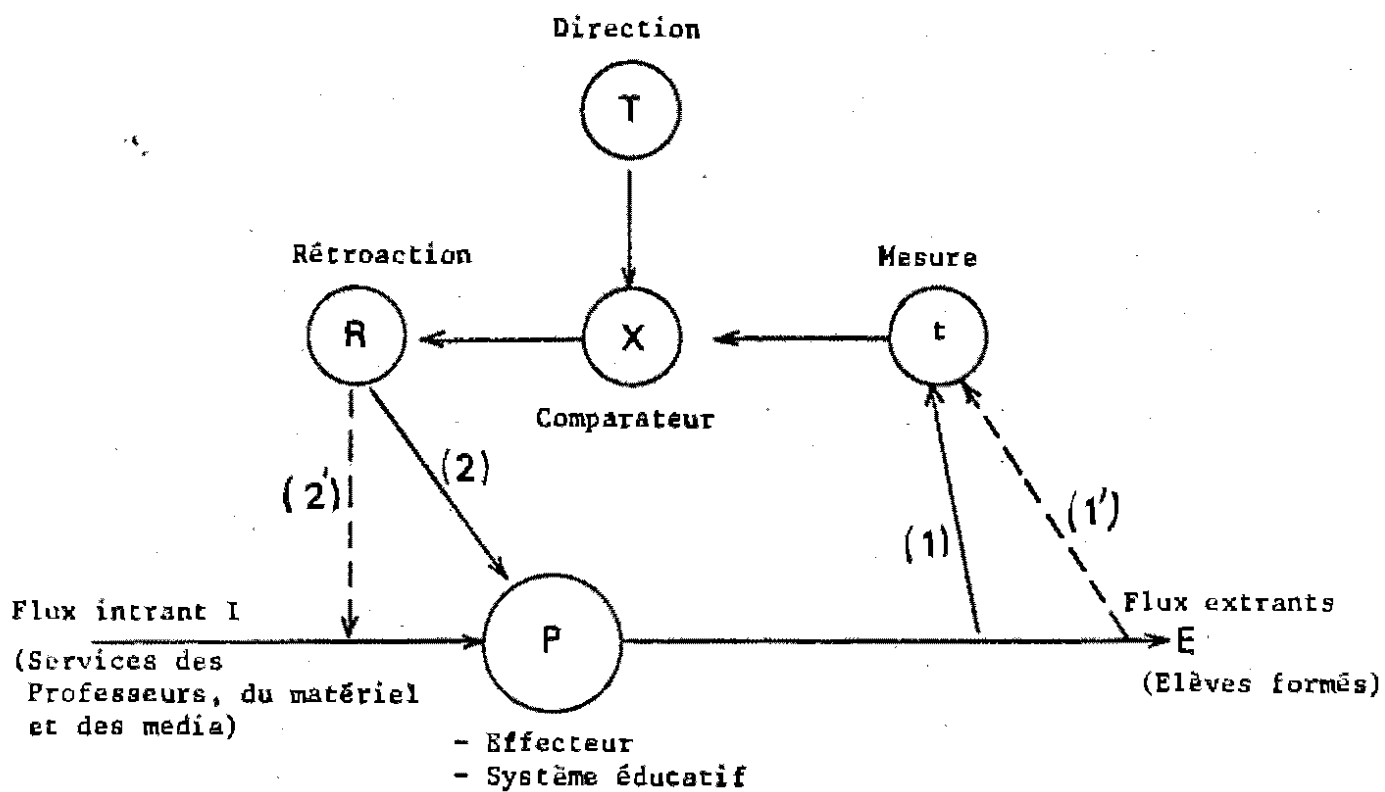 Direction
T
Rétroaction
Mesure
R
X
t
Comparateur
(2')
(2)
(1)
(1')
Flux intrant I
(Services des
Professeurs, du matériel
et des media)
P
Flux extrants
E
(Elèves formés)
- Effecteur
- Système éducatif